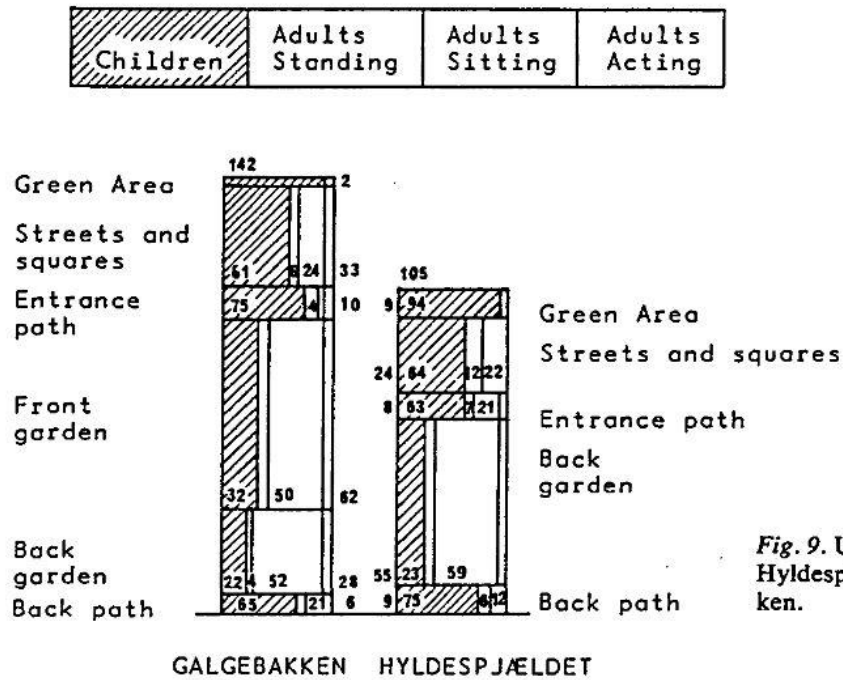 Children
Adults Standing
Adults Sitting
Adults Acting
142
Green Area
2
Streets and squares
61 8 24 33
Entrance path
75 4 10
Front garden
32 50 62
Back garden
22 4 52 28
Back path
65 21 6
105
9 94
Green Area
24 64 12 22
Streets and squares
8 63 7 21
Entrance path
Back garden
55 23 59
9 75 6 12
Back path
GALGEBAKKEN HYLDESPJÆLDET
Fig. 9. U
Hyldesp
ken.